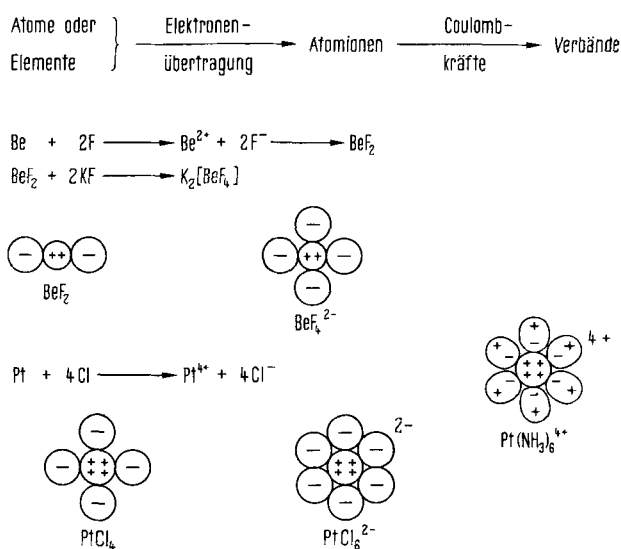 Atome oder Elektronen- Coulomb-
Atomionen Verbände
Elemente übertragung kräfte
Be + 2F → Be²⁺ + 2F⁻ → BeF₂
BeF₂ + 2KF → K₂[BeF₄]
− ++ −
BeF₂
−
− ++ −
−
BeF₄²⁻
Pt + 4Cl → Pt⁴⁺ + 4Cl⁻
−
− ++ −
++
−
PtCl₄
− − −
++
++
− − −
2−
PtCl₆²⁻
+
+ − − − +
++
++
+ − − − +
+
4+
Pt(NH₃)₆⁴⁺